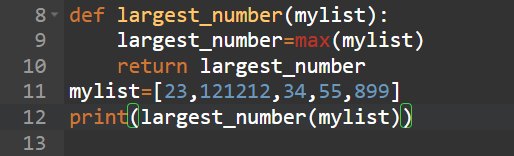 8 def largest_number(mylist):
9     largest_number=max(mylist)
10     return largest_number
11 mylist=[23,121212,34,55,899]
12 print(largest_number(mylist))
13